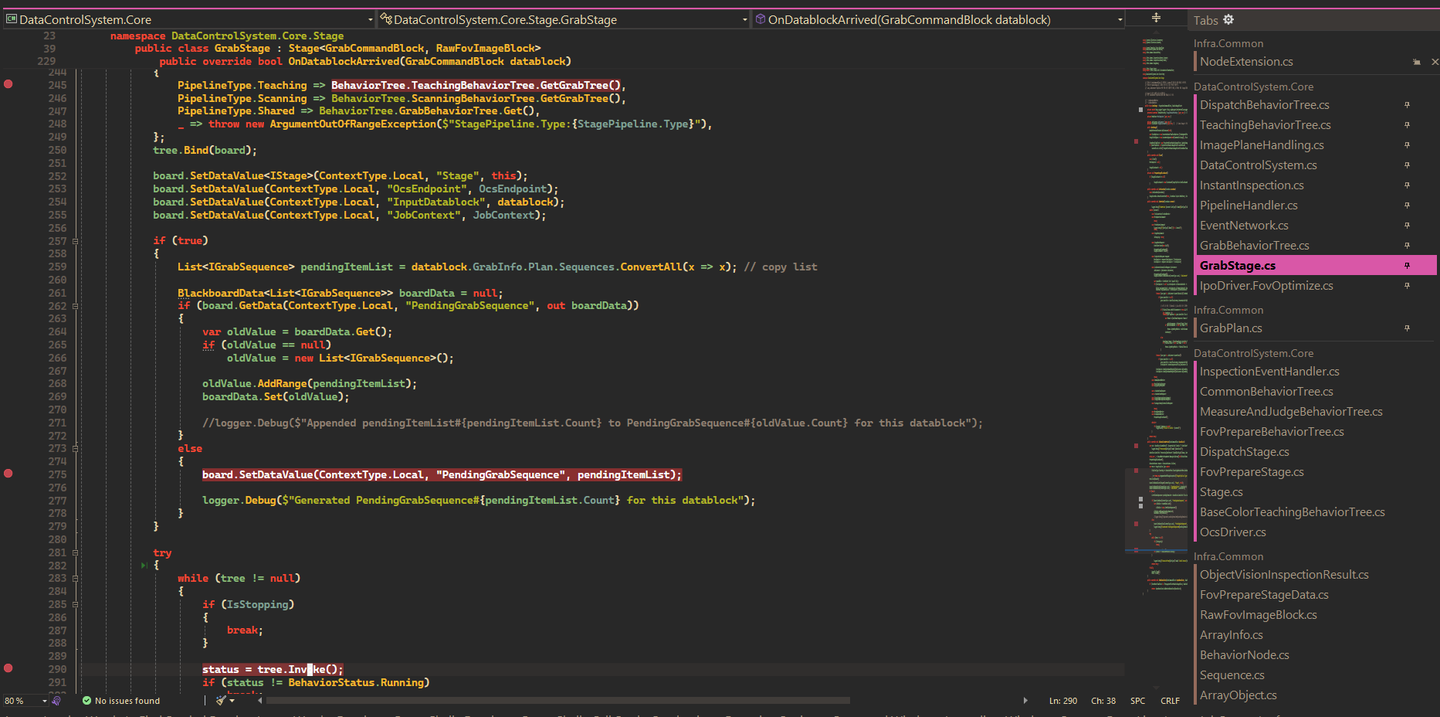 DataControlSystem.Core
DataControlSystem.Core.Stage.GrabStage
OnDatablockArrived(GrabCommandBlock datablock)
23 namespace DataControlSystem.Core.Stage
39 public class GrabStage : Stage<GrabCommandBlock, RawFovImageBlock>
229 public override bool OnDatablockArrived(GrabCommandBlock datablock)
244 {
245 PipelineType.Teaching => BehaviorTree.TeachingBehaviorTree.GetGrabTree(),
246 PipelineType.Scanning => BehaviorTree.ScanningBehaviorTree.GetGrabTree(),
247 PipelineType.Shared => BehaviorTree.GrabBehaviorTree.Get(),
248 _ => throw new ArgumentOutOfRangeException($"StagePipeline.Type:{StagePipeline.Type}"),
249 };
250 tree.Bind(board);
251
252 board.SetDataValue<IStage>(ContextType.Local, "Stage", this);
253 board.SetDataValue(ContextType.Local, "OcsEndpoint", OcsEndpoint);
254 board.SetDataValue(ContextType.Local, "InputDatablock", datablock);
255 board.SetDataValue(ContextType.Local, "JobContext", JobContext);
256
257 if (true)
258 {
259 List<IGrabSequence> pendingItemList = datablock.GrabInfo.Plan.Sequences.ConvertAll(x => x); // copy list
260
261 BlackboardData<List<IGrabSequence>> boardData = null;
262 if (board.GetData(ContextType.Local, "PendingGrabSequence", out boardData))
263 {
264 var oldValue = boardData.Get();
265 if (oldValue == null)
266 oldValue = new List<IGrabSequence>();
267
268 oldValue.AddRange(pendingItemList);
269 boardData.Set(oldValue);
270
271 //logger.Debug($"Appended pendingItemList#{pendingItemList.Count} to PendingGrabSequence#{oldValue.Count} for this datablock");
272 }
273 else
274 {
275 board.SetDataValue(ContextType.Local, "PendingGrabSequence", pendingItemList);
276
277 logger.Debug($"Generated PendingGrabSequence#{pendingItemList.Count} for this datablock");
278 }
279 }
280
281 try
282 {
283 while (tree != null)
284 {
285 if (IsStopping)
286 {
287 break;
288 }
289
290 status = tree.Invoke();
291 if (status != BehaviorStatus.Running)
80 %
No issues found
Ln: 290
Ch: 38
SPC
CRLF
Tabs
Infra.Common
NodeExtension.cs
DataControlSystem.Core
DispatchBehaviorTree.cs
TeachingBehaviorTree.cs
ImagePlaneHandling.cs
DataControlSystem.cs
InstantInspection.cs
PipelineHandler.cs
EventNetwork.cs
GrabBehaviorTree.cs
GrabStage.cs
IpoDriver.FovOptimize.cs
Infra.Common
GrabPlan.cs
DataControlSystem.Core
InspectionEventHandler.cs
CommonBehaviorTree.cs
MeasureAndJudgeBehaviorTree.cs
FovPrepareBehaviorTree.cs
DispatchStage.cs
FovPrepareStage.cs
Stage.cs
BaseColorTeachingBehaviorTree.cs
OcsDriver.cs
Infra.Common
ObjectVisionInspectionResult.cs
FovPrepareStageData.cs
RawFovImageBlock.cs
ArrayInfo.cs
BehaviorNode.cs
Sequence.cs
ArrayObject.cs